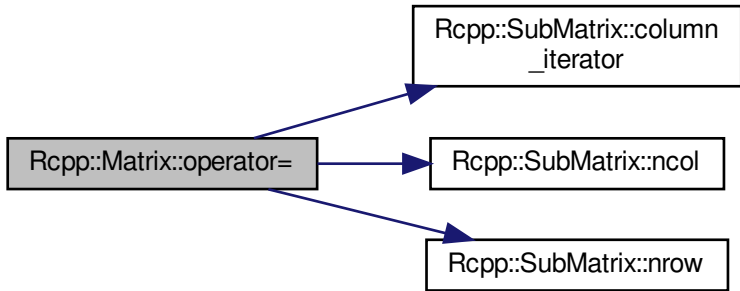 Rcpp::SubMatrix::column
_iterator
Rcpp::Matrix::operator=
Rcpp::SubMatrix::ncol
Rcpp::SubMatrix::nrow